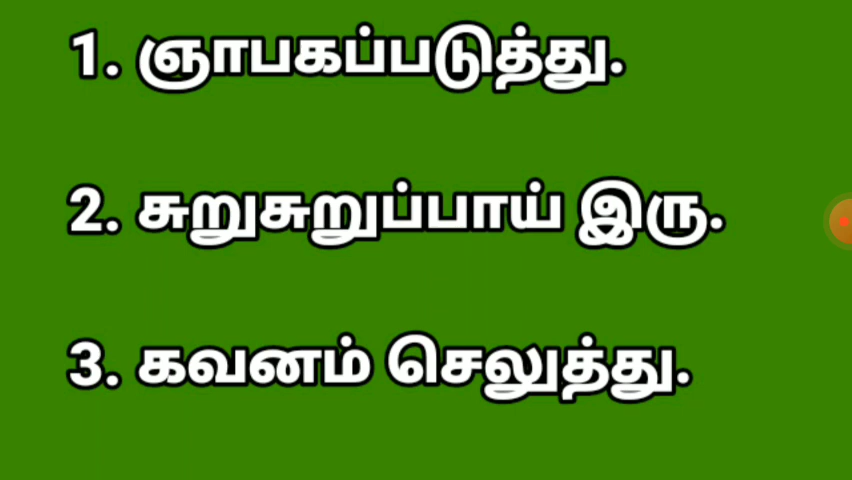 1. ஞாபகப்படுத்து.
2. சுறுசுறுப்பாய் இரு.
3. கவனம் செலுத்து.